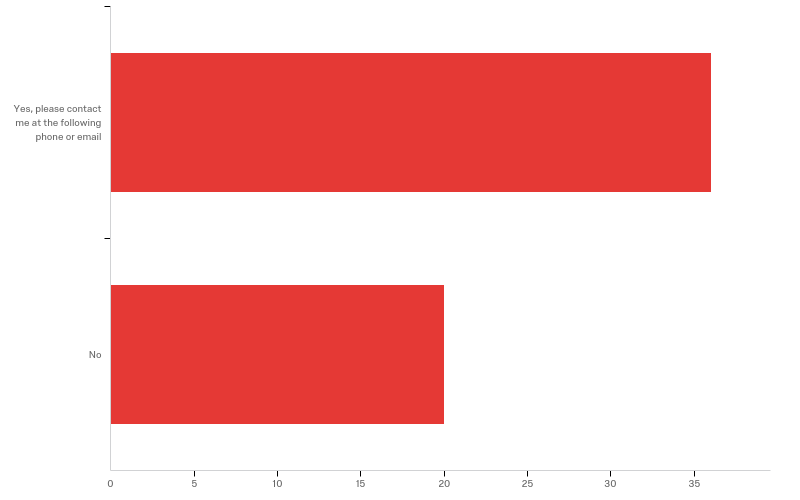 Yes, please contact
me at the following
phone or email
No
0 5 10 15 20 25 30 35